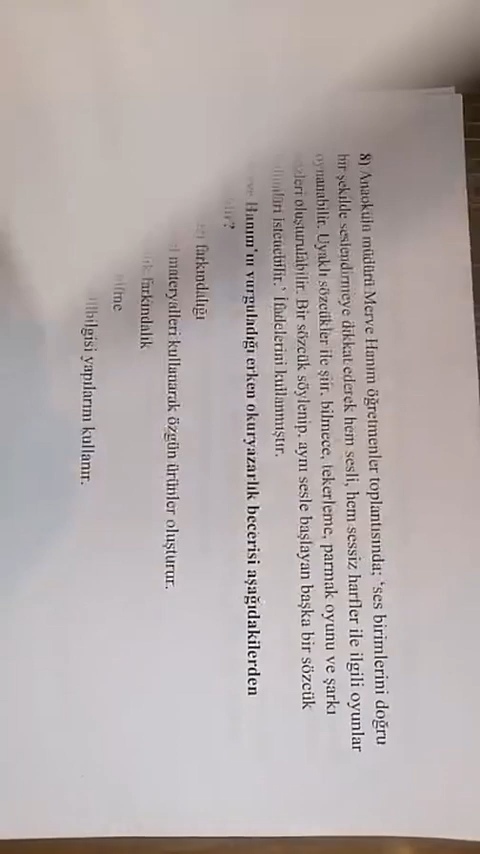 8) Anaokulu müdürü Merve Hanım öğretmenler toplantısında; ‘ses birimlerini doğru
bir şekilde seslendirmeye dikkat ederek hem sesli, hem sessiz harfler ile ilgili oyunlar
oynanabilir. Uyaklı sözcükler ile şiir, bilmece, tekerleme, parmak oyunu ve şarkı
oluşturulabilir. Bir sözcük söylenip, aynı sesle başlayan başka bir sözcük
istenebilir.’ İfadelerini kullanmıştır.
Hanım’ın vurguladığı erken okuryazarlık becerisi aşağıdakilerden
farkındalığı
materyalleri kullanarak özgün ürünler oluşturur.
farkındalık
yapılarını kullanır.